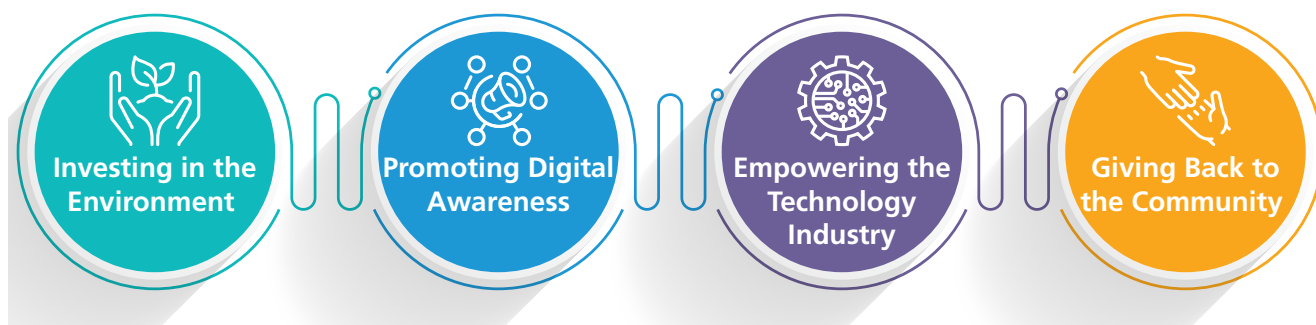 Investing in the
Environment
Promoting Digital
Awareness
Empowering the
Technology
Industry
Giving Back to
the Community